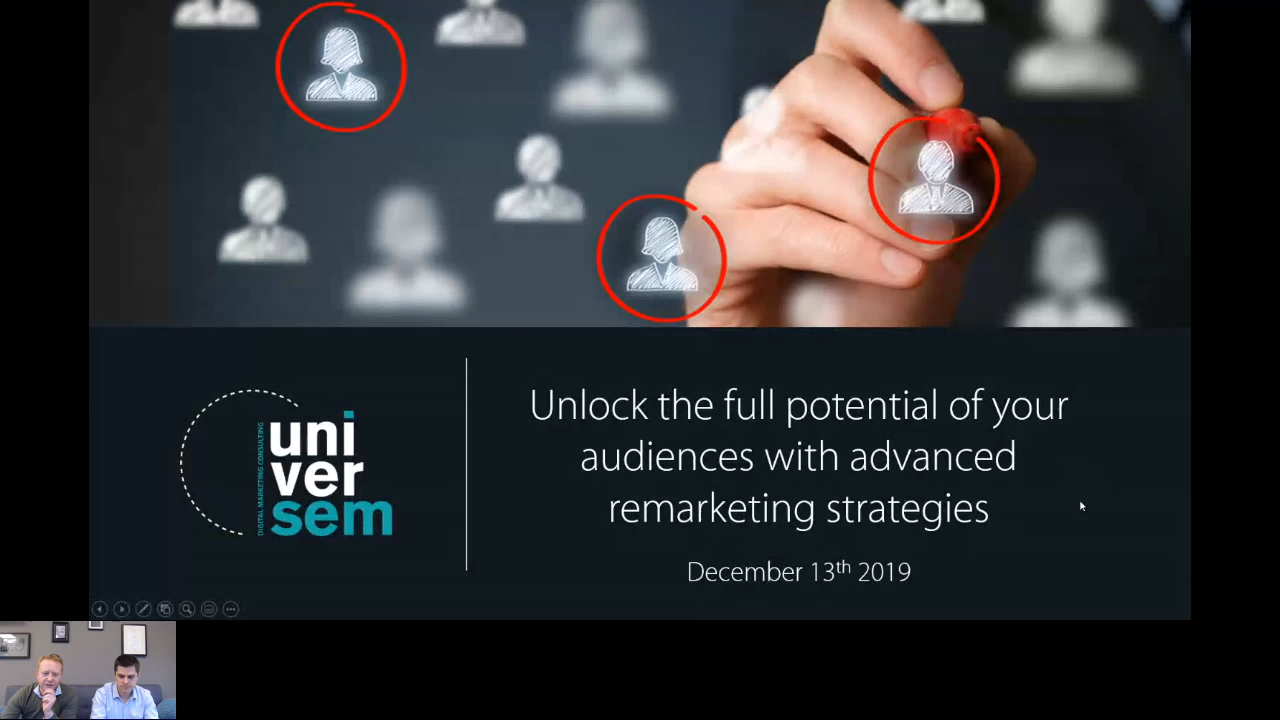 DIGITAL MARKETING CONSULTING
uni
ver
sem
Unlock the full potential of your
audiences with advanced
remarketing strategies
December 13th 2019